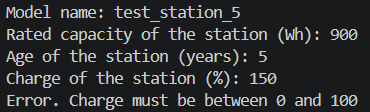 Model name: test_station_5
Rated capacity of the station (Wh): 900
Age of the station (years): 5
Charge of the station (%): 150
Error. Charge must be between 0 and 100